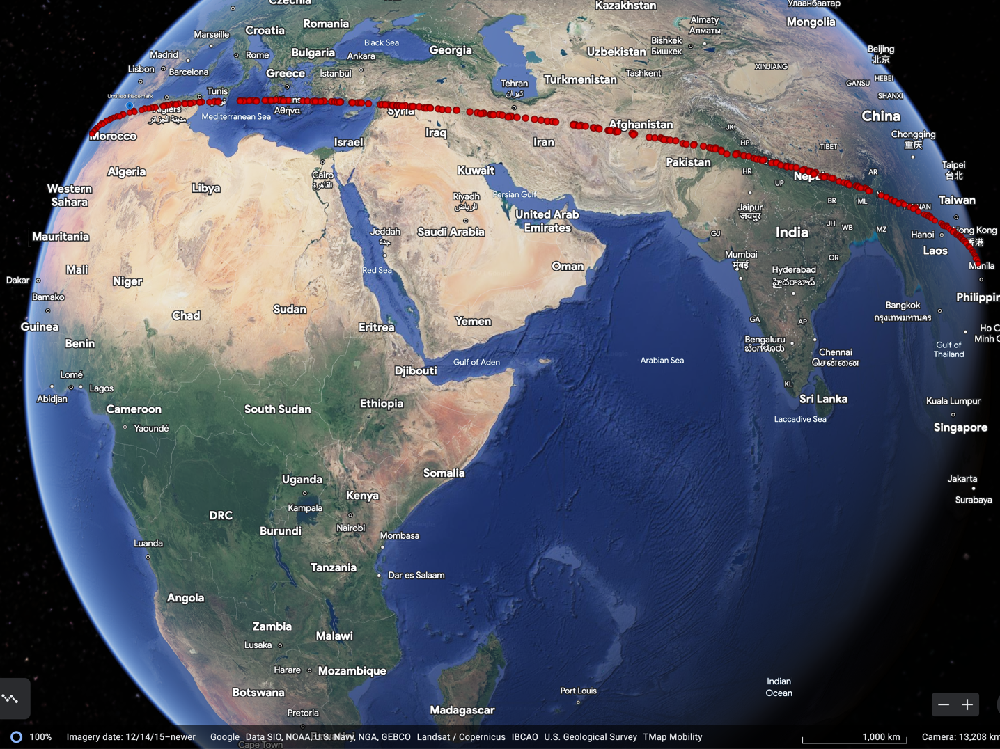 Czechia
Kazakhstan
Улаанбаатар
Mongolia
Romania
Croatia
Marseille
Almaty
Алматы
Black Sea
Bishkek
Бишкек
Beijing
北京
Georgia
Uzbekistan
Bulgaria
Ankara
Madrid
Rome
Lisbon
Barcelona
Greece
İstanbul
Tashkent
XINJIANG
Turkmenistan
Tehran
تهران
GANSU
HEBEI
SHANXI
Tunis
Untitled Placemark
Algiers
مدينة الجزائر
Αθήνα
Mediterranean Sea
Syria
China
Morocco
Iraq
Iran
Afghanistan
JK
HP
TIBET
Chongqing
重庆
Israel
Pakistan
Algeria
Cairo
القاهرة
Kuwait
HR
Nepal
AR
Taipei
台北
Libya
UP
Western
Sahara
Riyadh
الرياض
Persian Gulf
BR
ML
Taiwan
Jaipur
जयपुर
United Arab
Emirates
Jeddah
جدة
Saudi Arabia
GJ
India
JH
WB
MZ
Hanoi
Hong Kong
香港
Mauritania
Laos
Mumbai
मुंबई
OR
Mali
Red Sea
Oman
Hyderabad
హైదరాబాద్
Manila
Dakar
Niger
Bamako
Philippin
Chad
Sudan
Bangkok
กรุงเทพมหานคร
Guinea
Eritrea
Yemen
GA
AP
Ho C
Minh C
Benin
Bengaluru
ಬೆಂಗಳೂರು
Gulf of
Thailand
Chennai
சென்னை
Djibouti
Gulf of Aden
Arabian Sea
Lomé
Lagos
Abidjan
KL
Sri Lanka
Cameroon
South Sudan
Ethiopia
Kuala Lumpur
Laccadive Sea
Yaoundé
Singapore
Somalia
Uganda
Jakarta
Kenya
Surabaya
Kampala
DRC
Burundi
Nairobi
Mombasa
Luanda
Tanzania
Dar es Salaam
Angola
Zambia
Malawi
Lusaka
Harare
Mozambique
Botswana
Port Louis
Indian
Ocean
Pretoria
Madagascar
100%
Imagery date: 12/14/15–newer
Google Data SIO, NOAA, U.S. Navy, NGA, GEBCO Landsat / Copernicus IBCAO U.S. Geological Survey TMap Mobility
1,000 km
Camera: 13,208 km
Cape Town